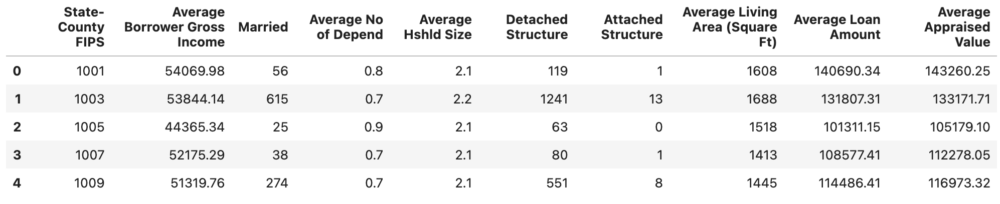 State-County FIPS Average Borrower Gross Income Married Average No of Depend Average Hshld Size Detached Structure Attached Structure Average Living Area (Square Ft) Average Loan Amount Average Appraised Value
0 1001 54069.98 56 0.8 2.1 119 1 1608 140690.34 143260.25
1 1003 53844.14 615 0.7 2.2 1241 13 1688 131807.31 133171.71
2 1005 44365.34 25 0.9 2.1 63 0 1518 101311.15 105179.10
3 1007 52175.29 38 0.7 2.1 80 1 1413 108577.41 112278.05
4 1009 51319.76 274 0.7 2.1 551 8 1445 114486.41 116973.32